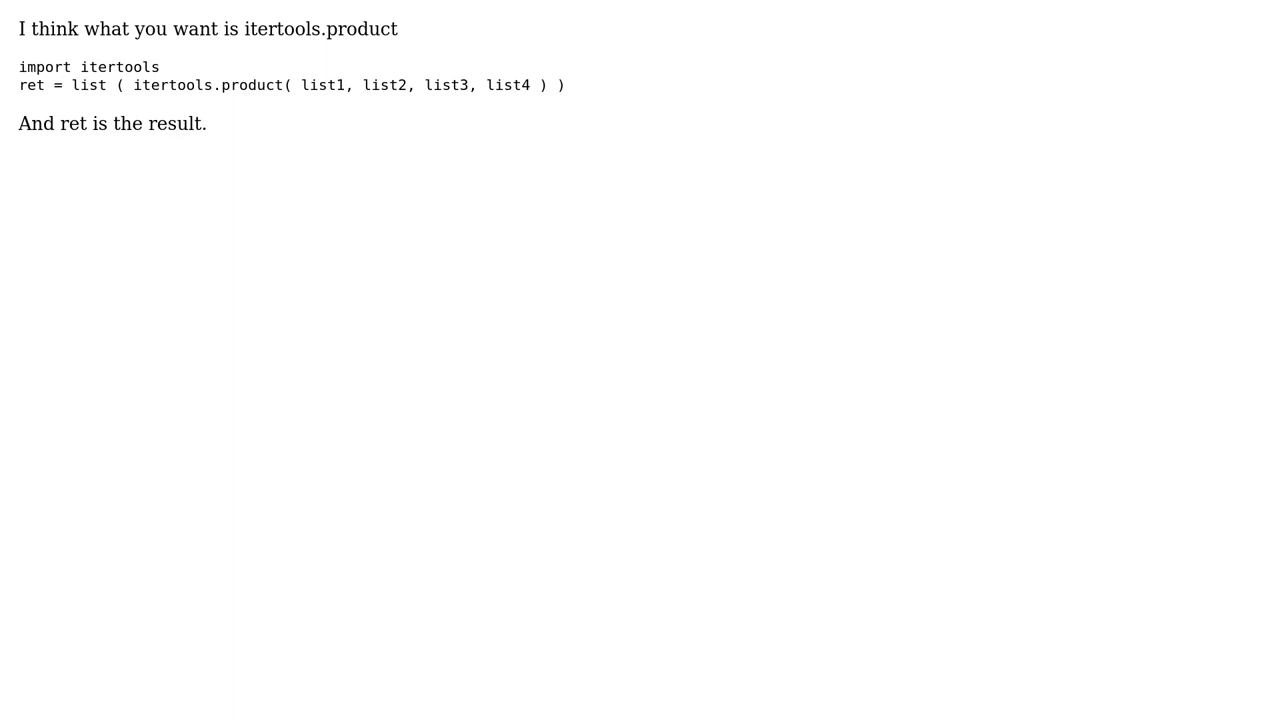 I think what you want is itertools.product
import itertools
ret = list ( itertools.product( list1, list2, list3, list4 ) )
And ret is the result.